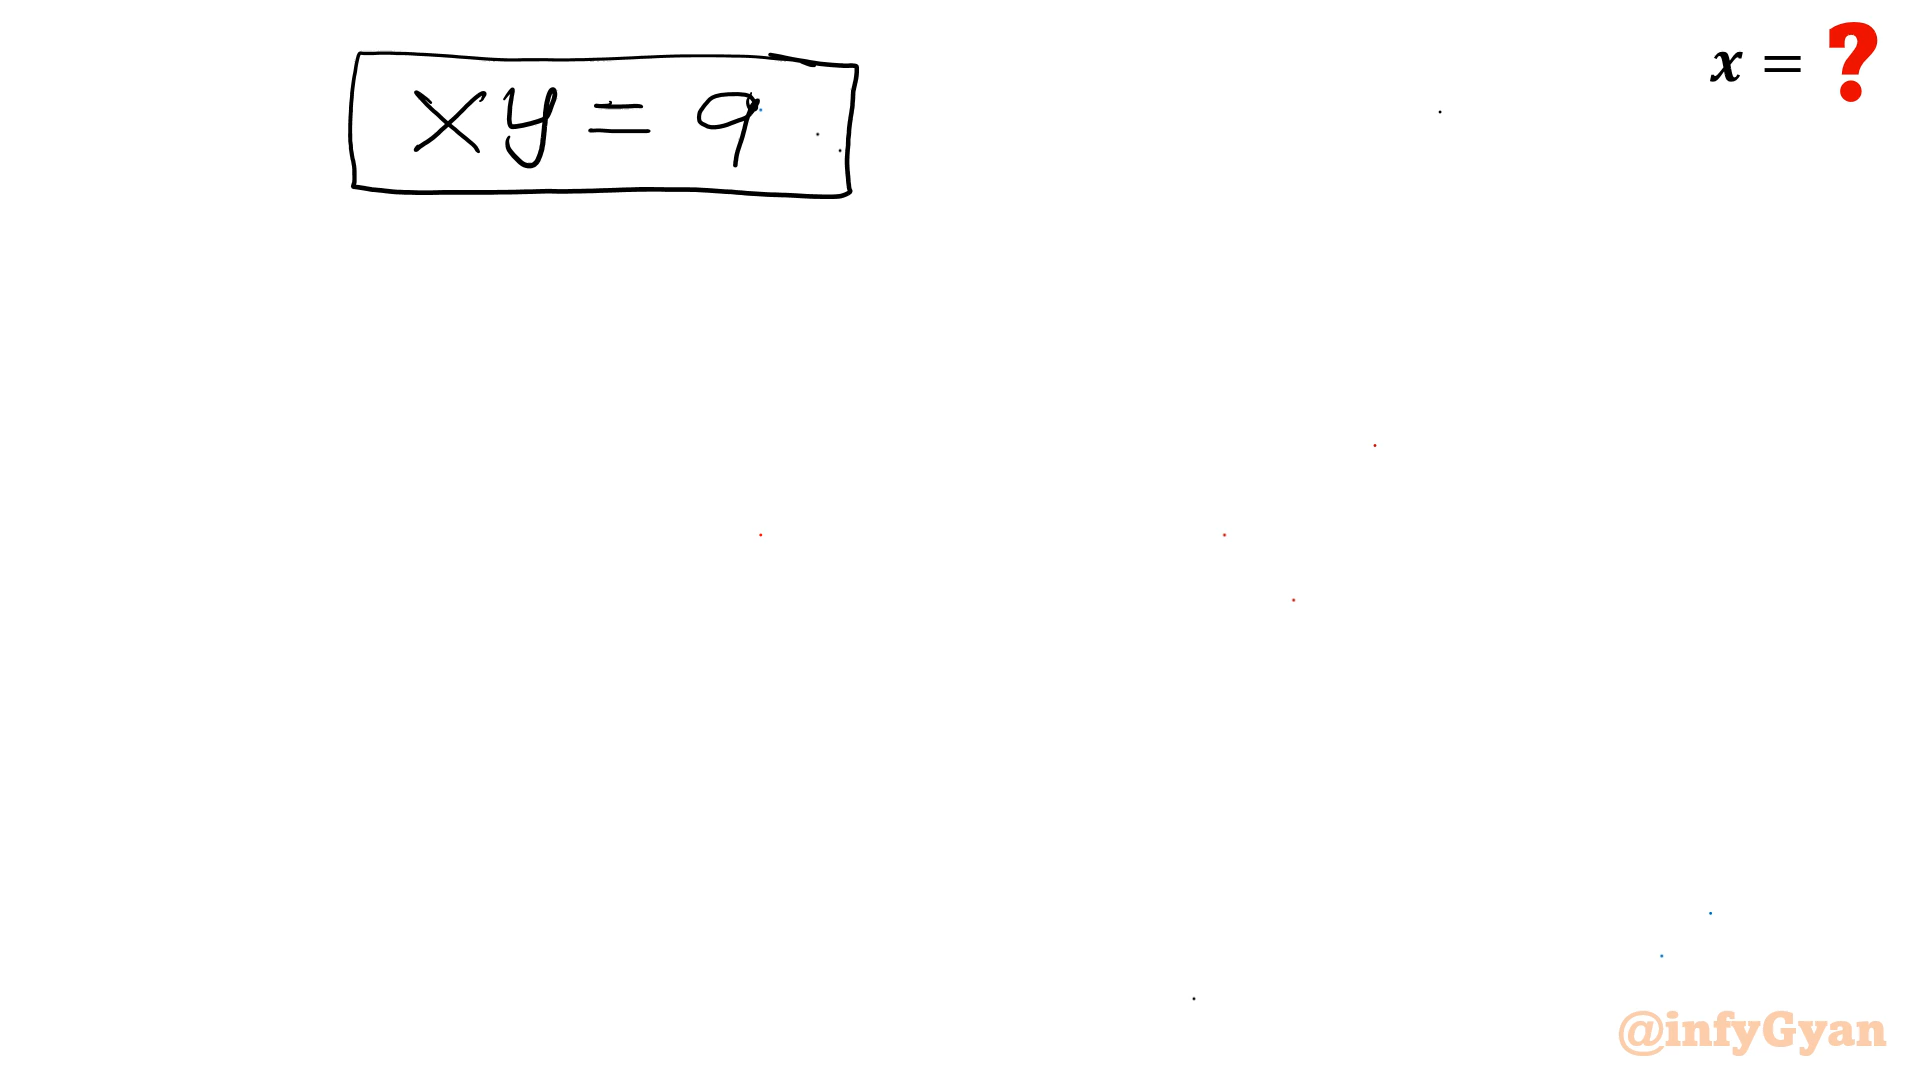 xy = 9
x = ?
@infyGyan